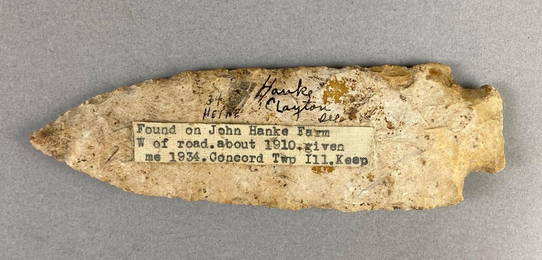 Hanke
Clayton
Found on John Hanke Farm
W of road.about 1910.given
me 1934.Concord Twp Ill.Keep